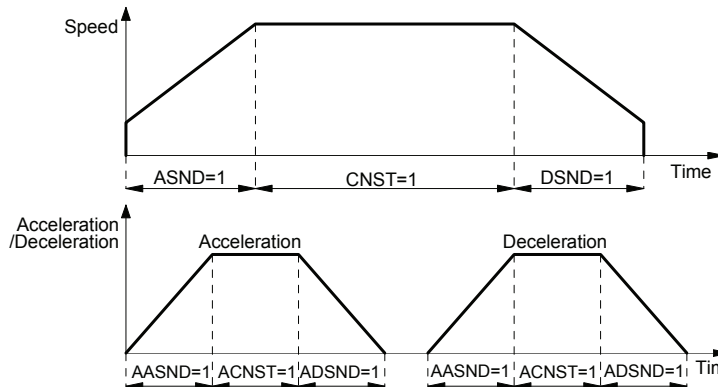 Speed
Time
ASND=1 CNST=1 DSND=1
Acceleration
/Deceleration
Acceleration Deceleration
AASND=1 ACNST=1 ADSND=1 AASND=1 ACNST=1 ADSND=1